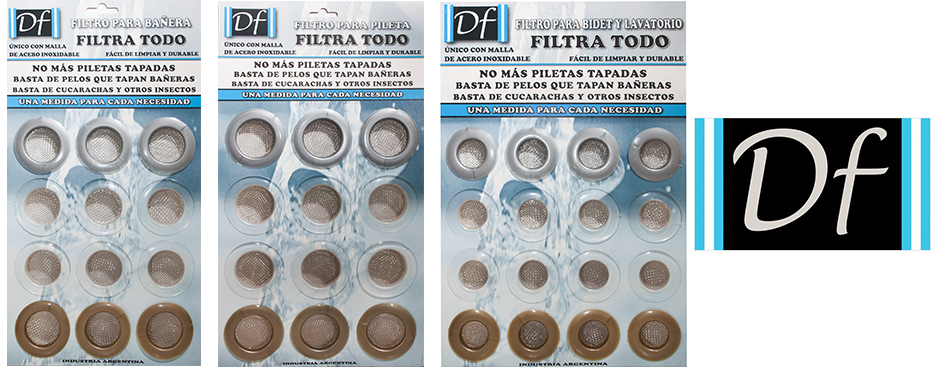 Df
FILTRO PARA BAÑERA
FILTRA TODO
ÚNICO CON MALLA
DE ACERO INOXIDABLE
FÁCIL DE LIMPIAR Y DURABLE
NO MÁS PILETAS TAPADAS
BASTA DE PELOS QUE TAPAN BAÑERAS
BASTA DE CUCARACHAS Y OTROS INSECTOS
UNA MEDIDA PARA CADA NECESIDAD
INDUSTRIA ARGENTINA
Df
FILTRO PARA PILETA
FILTRA TODO
ÚNICO CON MALLA
DE ACERO INOXIDABLE
FÁCIL DE LIMPIAR Y DURABLE
NO MÁS PILETAS TAPADAS
BASTA DE PELOS QUE TAPAN BAÑERAS
BASTA DE CUCARACHAS Y OTROS INSECTOS
UNA MEDIDA PARA CADA NECESIDAD
INDUSTRIA ARGENTINA
Df
FILTRO PARA BIDET Y LAVATORIO
FILTRA TODO
ÚNICO CON MALLA
DE ACERO INOXIDABLE
FÁCIL DE LIMPIAR Y DURABLE
NO MÁS PILETAS TAPADAS
BASTA DE PELOS QUE TAPAN BAÑERAS
BASTA DE CUCARACHAS Y OTROS INSECTOS
UNA MEDIDA PARA CADA NECESIDAD
INDUSTRIA ARGENTINA
Df